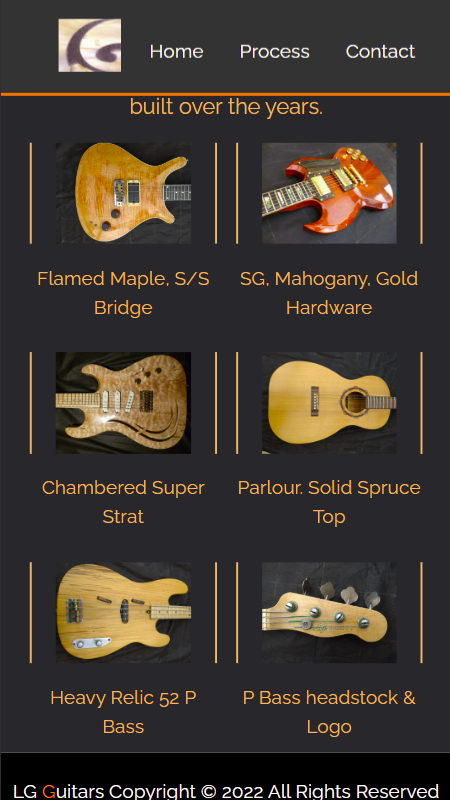 Home Process Contact
built over the years.
Flamed Maple, S/S
Bridge
SG, Mahogany, Gold
Hardware
Chambered Super
Strat
Parlour. Solid Spruce
Top
Heavy Relic 52 P
Bass
P Bass headstock &
Logo
LG Guitars Copyright © 2022 All Rights Reserved